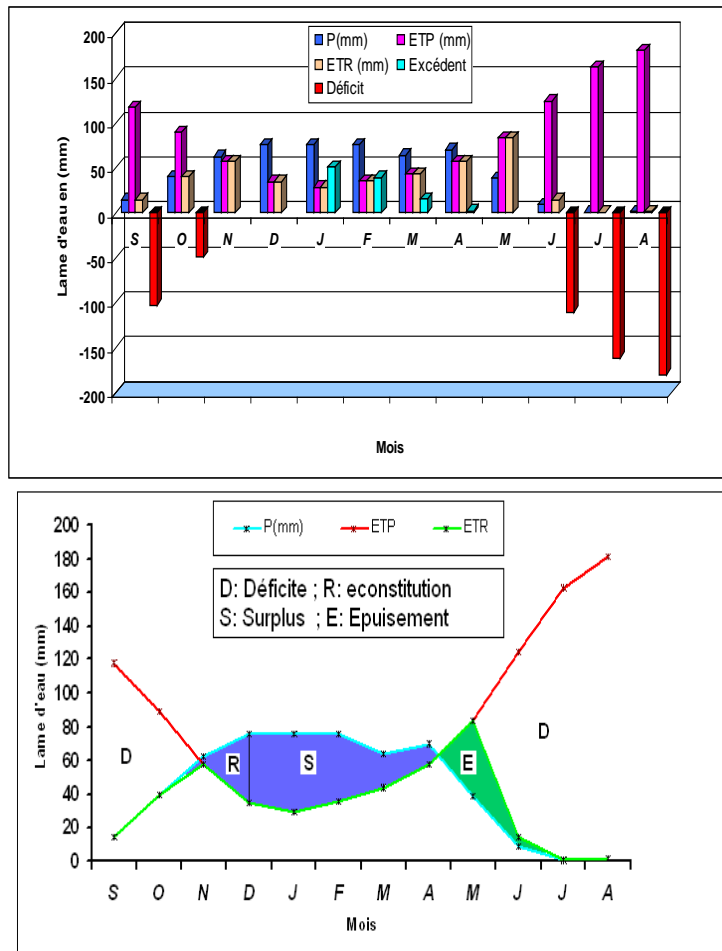 P(mm) ETP (mm)
ETR (mm) Excédent
Déficit
Lame d'eau en (mm)
200
150
100
50
0
-50
-100
-150
-200
S O N D J F M A M J J A
Mois
P(mm) ETP ETR
D: Déficite ; R: econstitution
S: Surplus ; E: Epuisement
Lame d'eau (mm)
200
180
160
140
120
100
80
60
40
20
0
D R S E D
S O N D J F M A M J J A
Mois